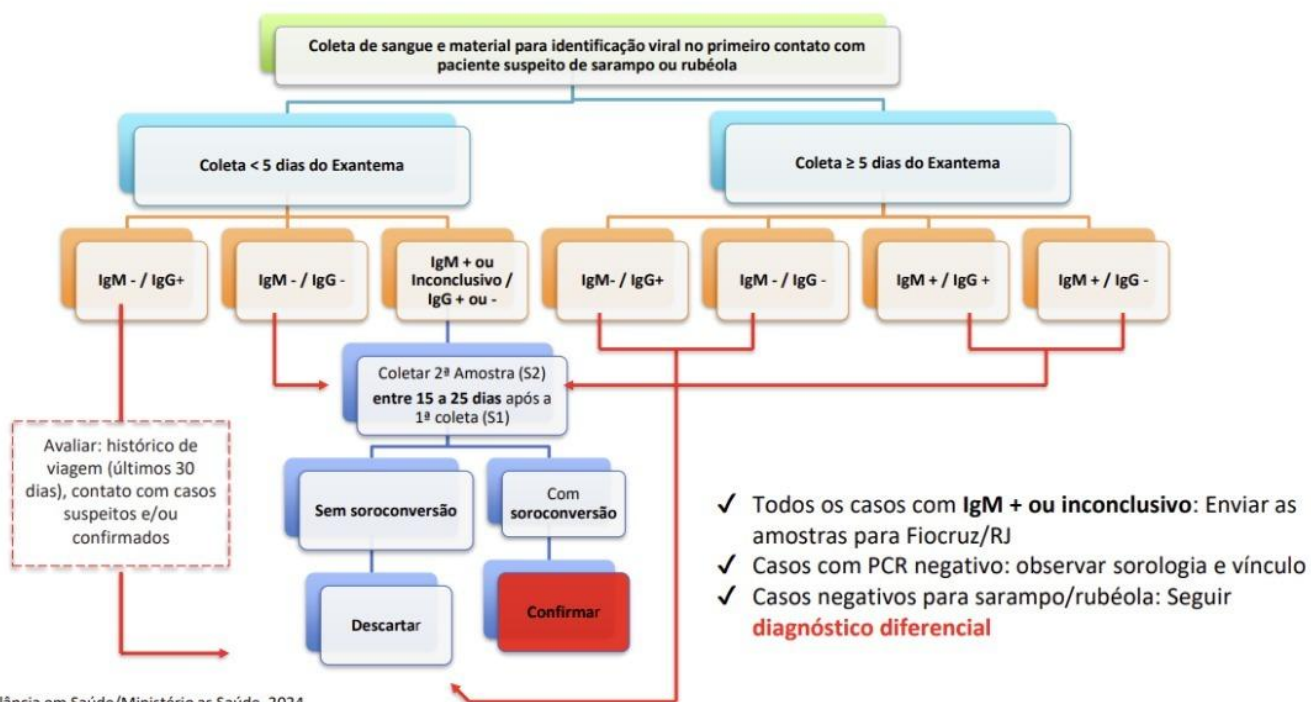 Coleta de sangue e material para identificação viral no primeiro contato com
paciente suspeito de sarampo ou rubéola
Coleta < 5 dias do Exantema
Coleta ≥ 5 dias do Exantema
IgM - / IgG+
IgM - / IgG -
IgM + ou
Inconclusivo /
IgG + ou -
IgM- / IgG+
IgM - / IgG -
IgM + / IgG +
IgM + / IgG -
Coletar 2ª Amostra (S2)
entre 15 a 25 dias após a
1ª coleta (S1)
Avaliar: histórico de
viagem (últimos 30
dias), contato com casos
suspeitos e/ou
confirmados
Sem soroconversão
Com
soroconversão
Descartar
Confirmar
✓ Todos os casos com IgM + ou inconclusivo: Enviar as
amostras para Fiocruz/RJ
✓ Casos com PCR negativo: observar sorologia e vínculo
✓ Casos negativos para sarampo/rubéola: Seguir
diagnóstico diferencial